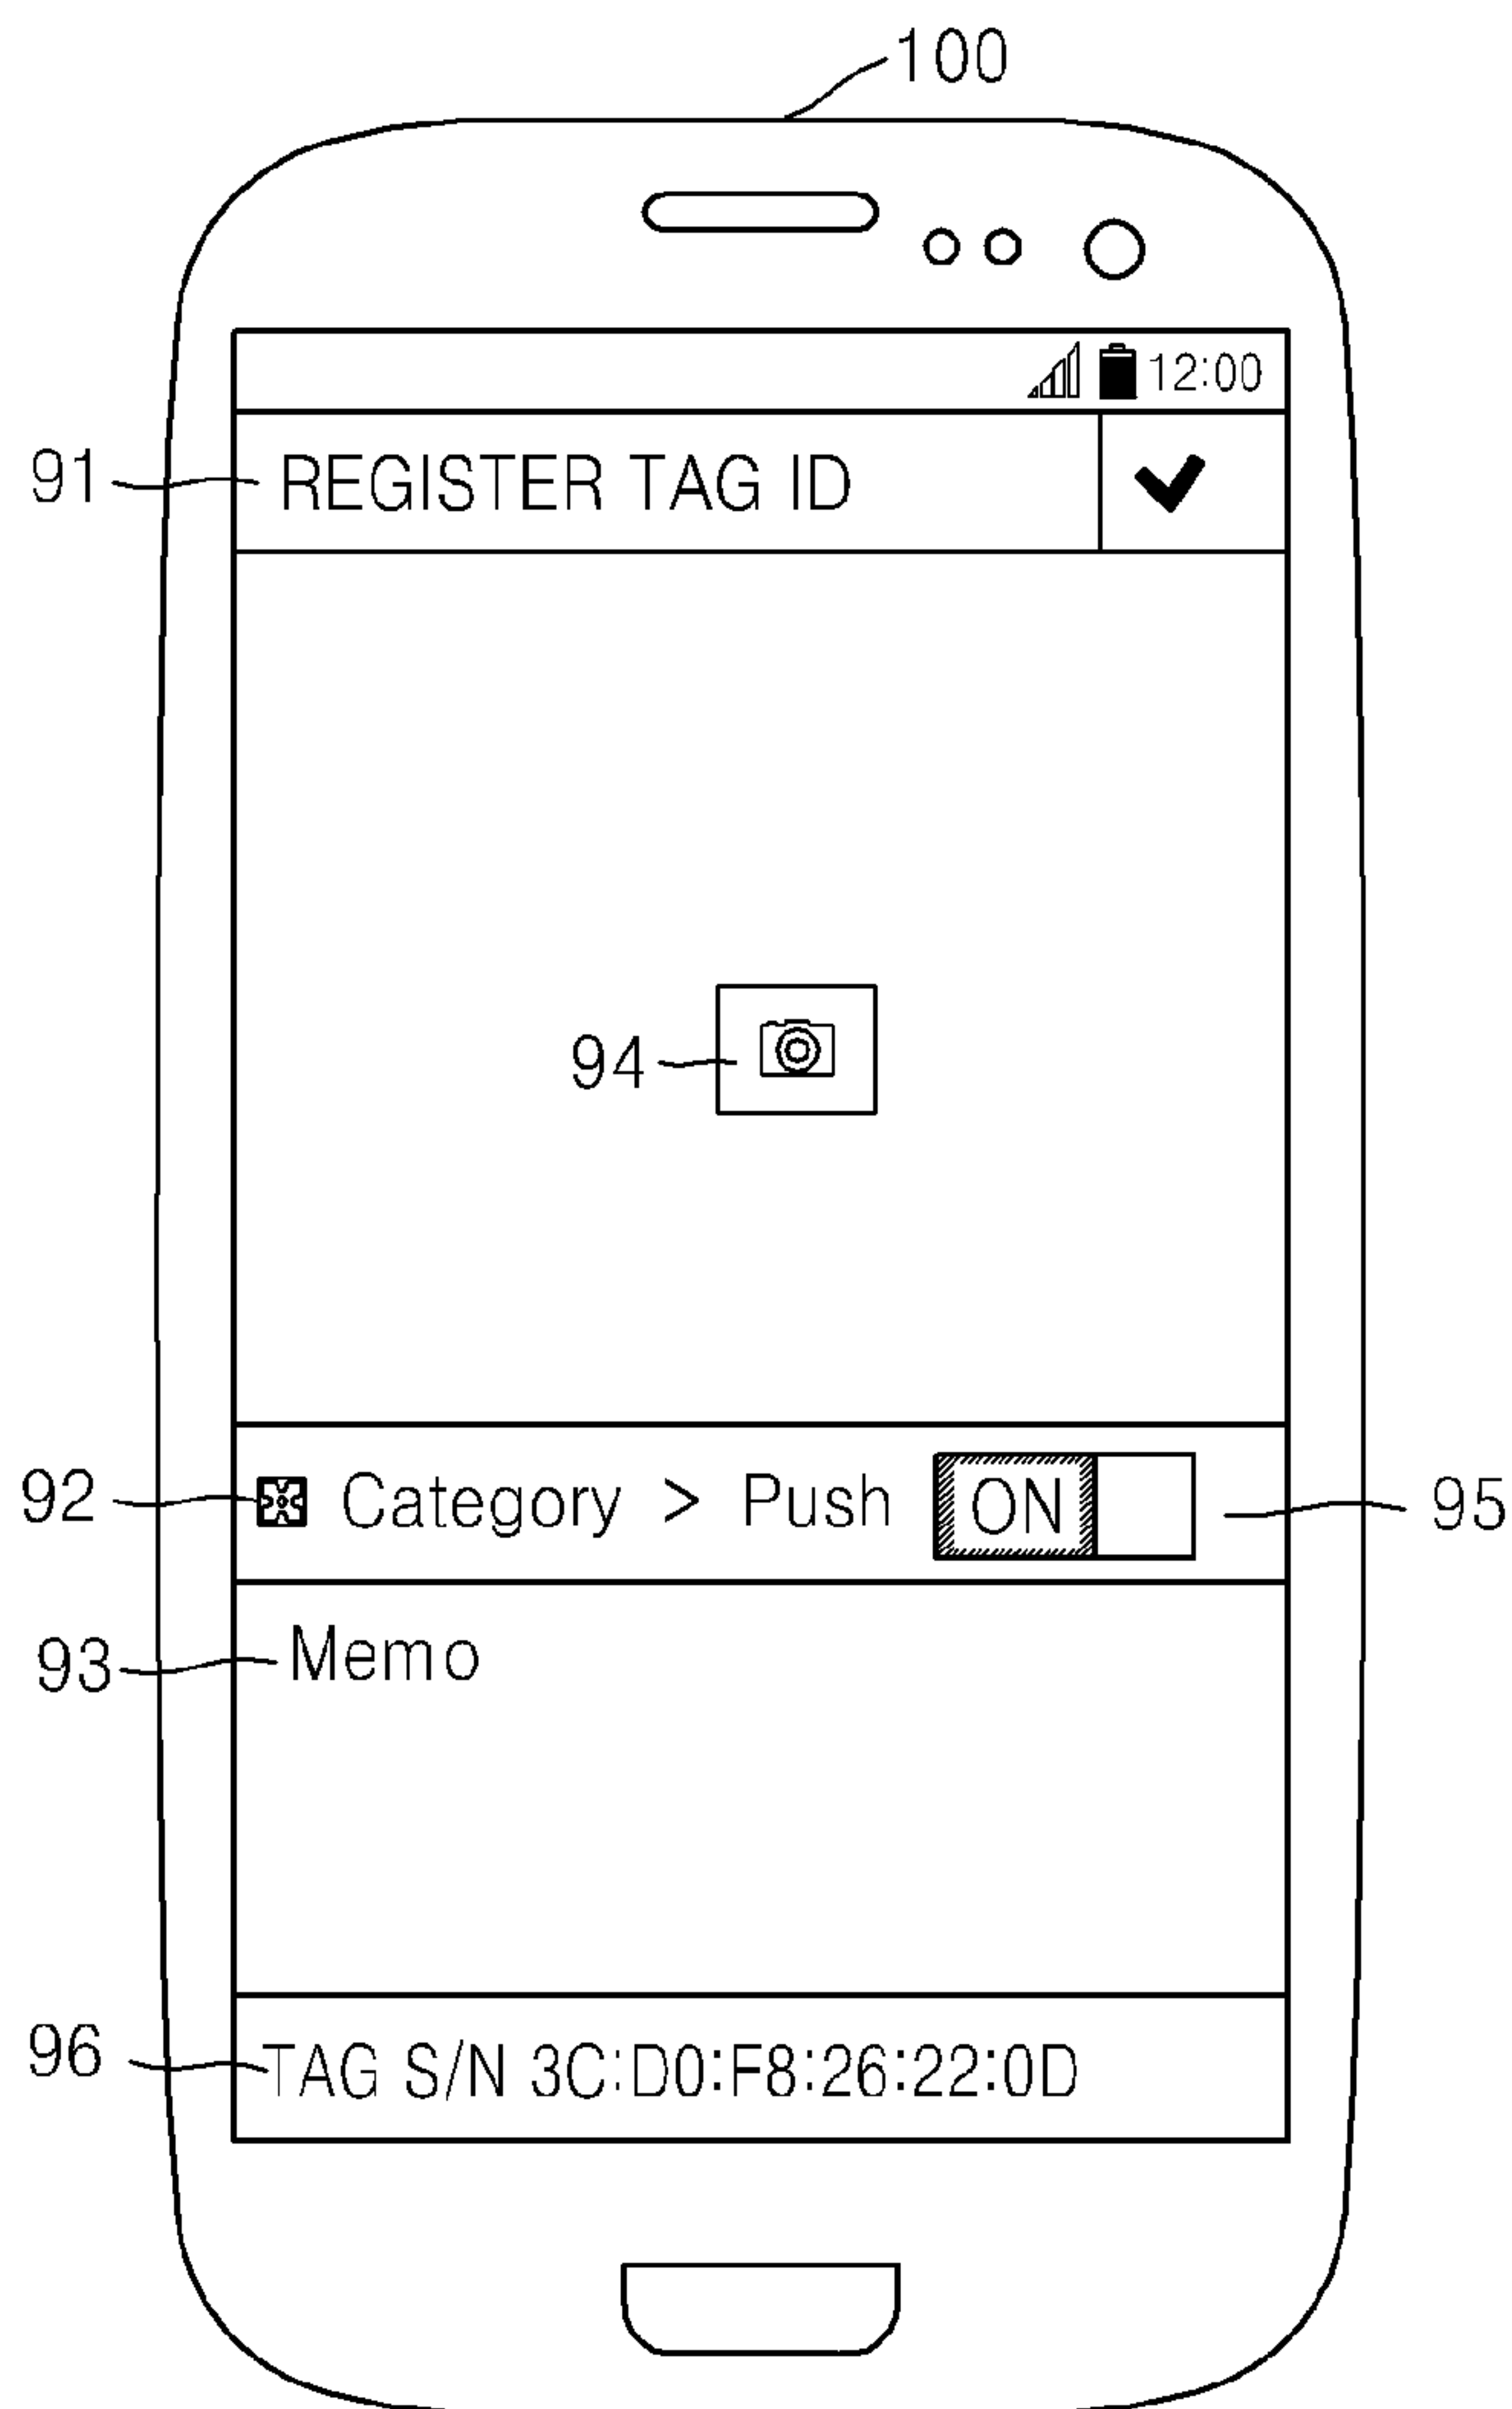 100
12:00
91 REGISTER TAG ID
94
92 Category > Push ON 95
93 Memo
96 TAG S/N 3C:D0:F8:26:22:0D